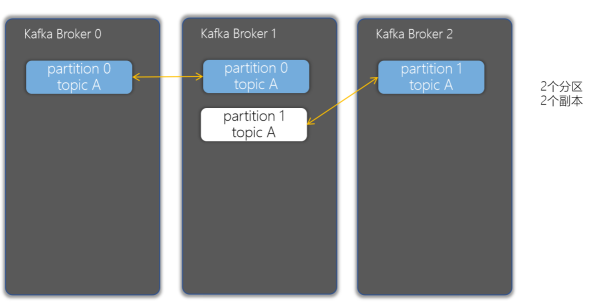 Kafka Broker 0
Kafka Broker 1
Kafka Broker 2
partition 0
topic A
partition 0
topic A
partition 1
topic A
partition 1
topic A
2个分区
2个副本